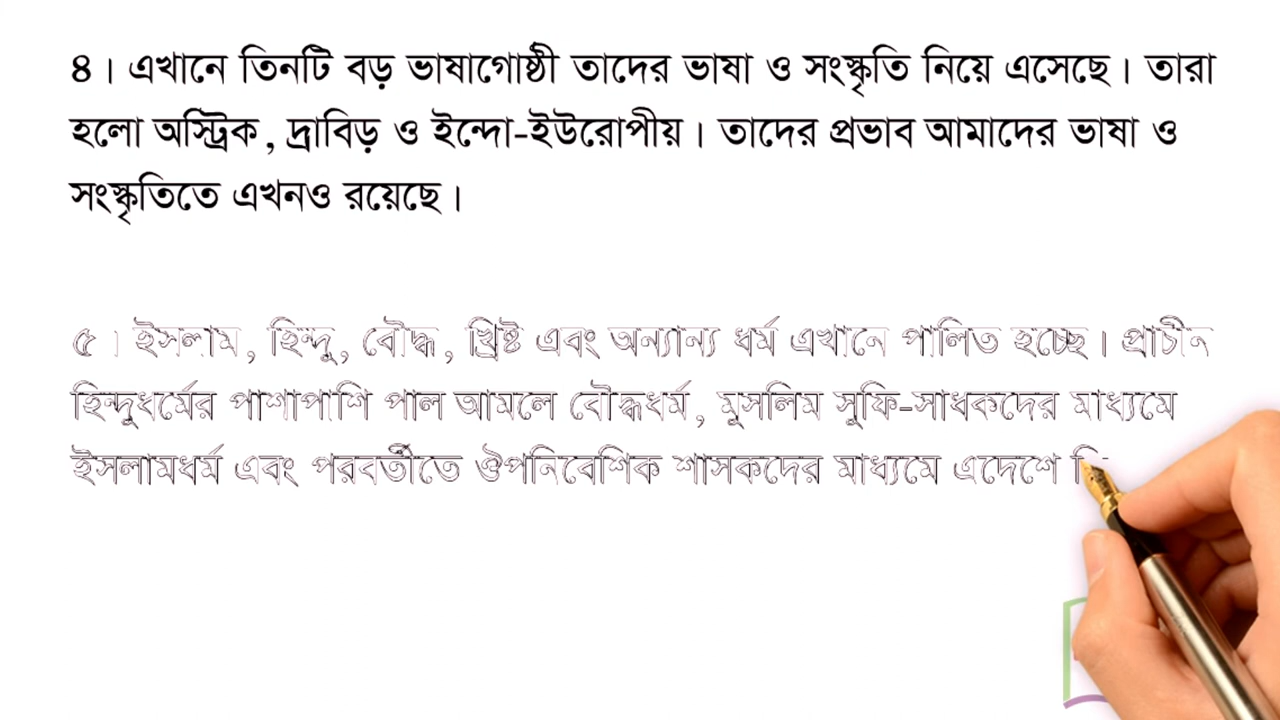 ৪। এখানে তিনটি বড় ভাষাগোষ্ঠী তাদের ভাষা ও সংস্কৃতি নিয়ে এসেছে। তারা
হলো অস্ট্রিক, দ্রাবিড় ও ইন্দো-ইউরোপীয়। তাদের প্রভাব আমাদের ভাষা ও
সংস্কৃতিতে এখনও রয়েছে।
৫। ইসলাম, হিন্দু, বৌদ্ধ, খ্রিষ্ট এবং অন্যান্য ধর্ম এখানে পালিত হচ্ছে। প্রাচীন
হিন্দুধর্মের পাশাপাশি পাল আমলে বৌদ্ধধর্ম, মুসলিম সুফি-সাধকদের মাধ্যমে
ইসলামধর্ম এবং পরবর্তীতে ঔপনিবেশিক শাসকদের মাধ্যমে এদেশে